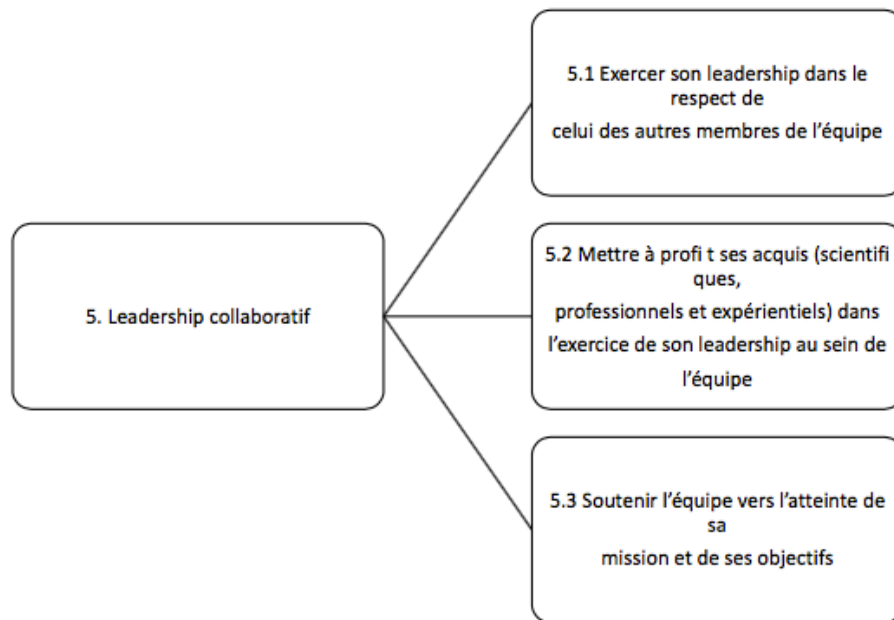 5.1 Exercer son leadership dans le
respect de
celui des autres membres de l'équipe
5. Leadership collaboratif
5.2 Mettre à profi t ses acquis (scientifi
ques,
professionnels et expérientiels) dans
l'exercice de son leadership au sein de
l'équipe
5.3 Soutenir l'équipe vers l'atteinte de
sa
mission et de ses objectifs